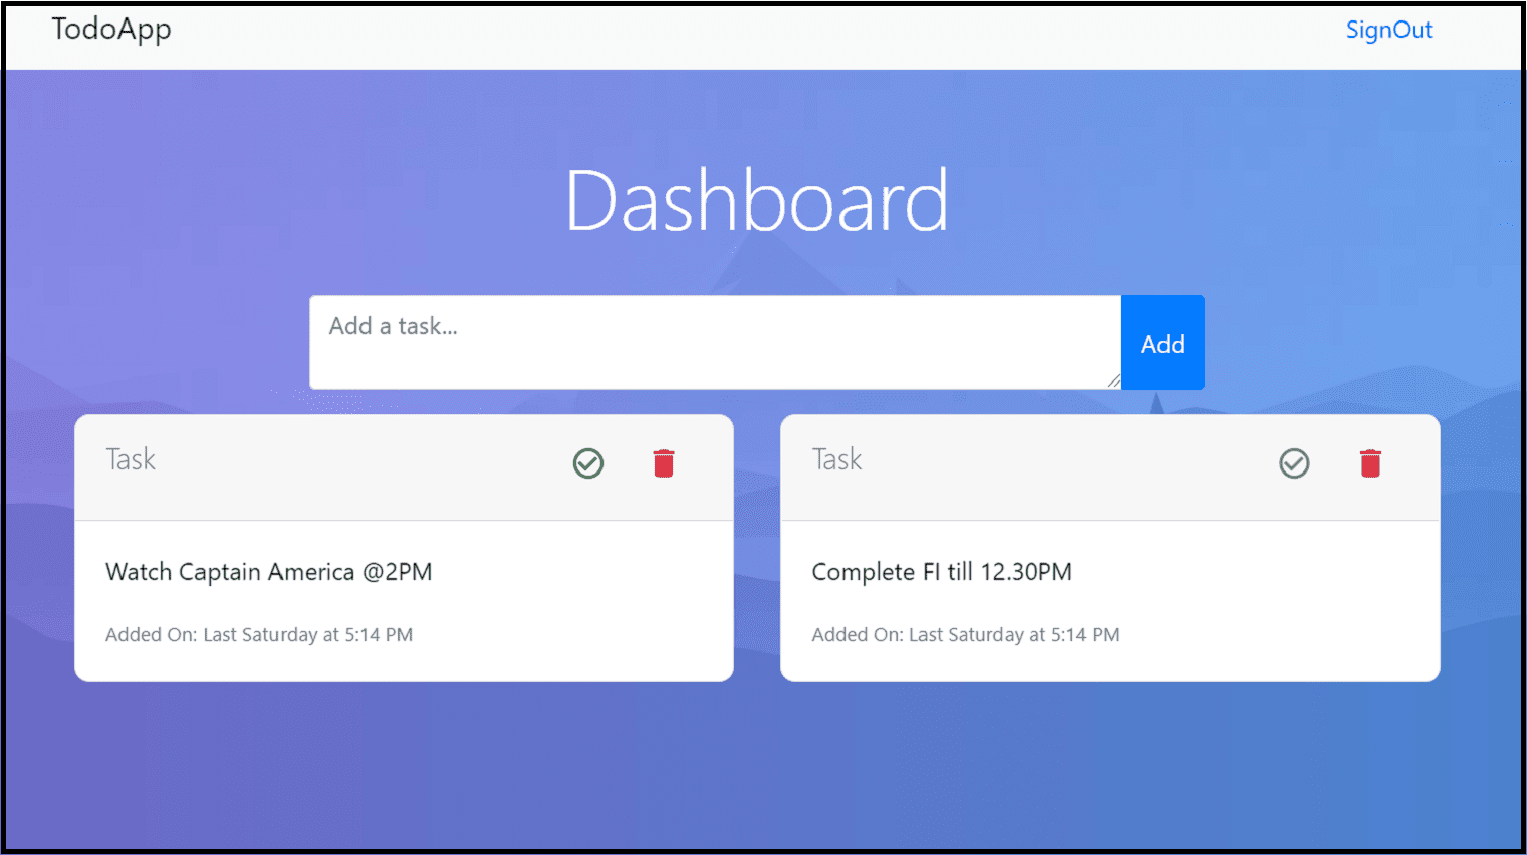 TodoApp
SignOut
Dashboard
Add a task...
Add
Task
Watch Captain America @2PM
Added On: Last Saturday at 5:14 PM
Task
Complete FI till 12.30PM
Added On: Last Saturday at 5:14 PM